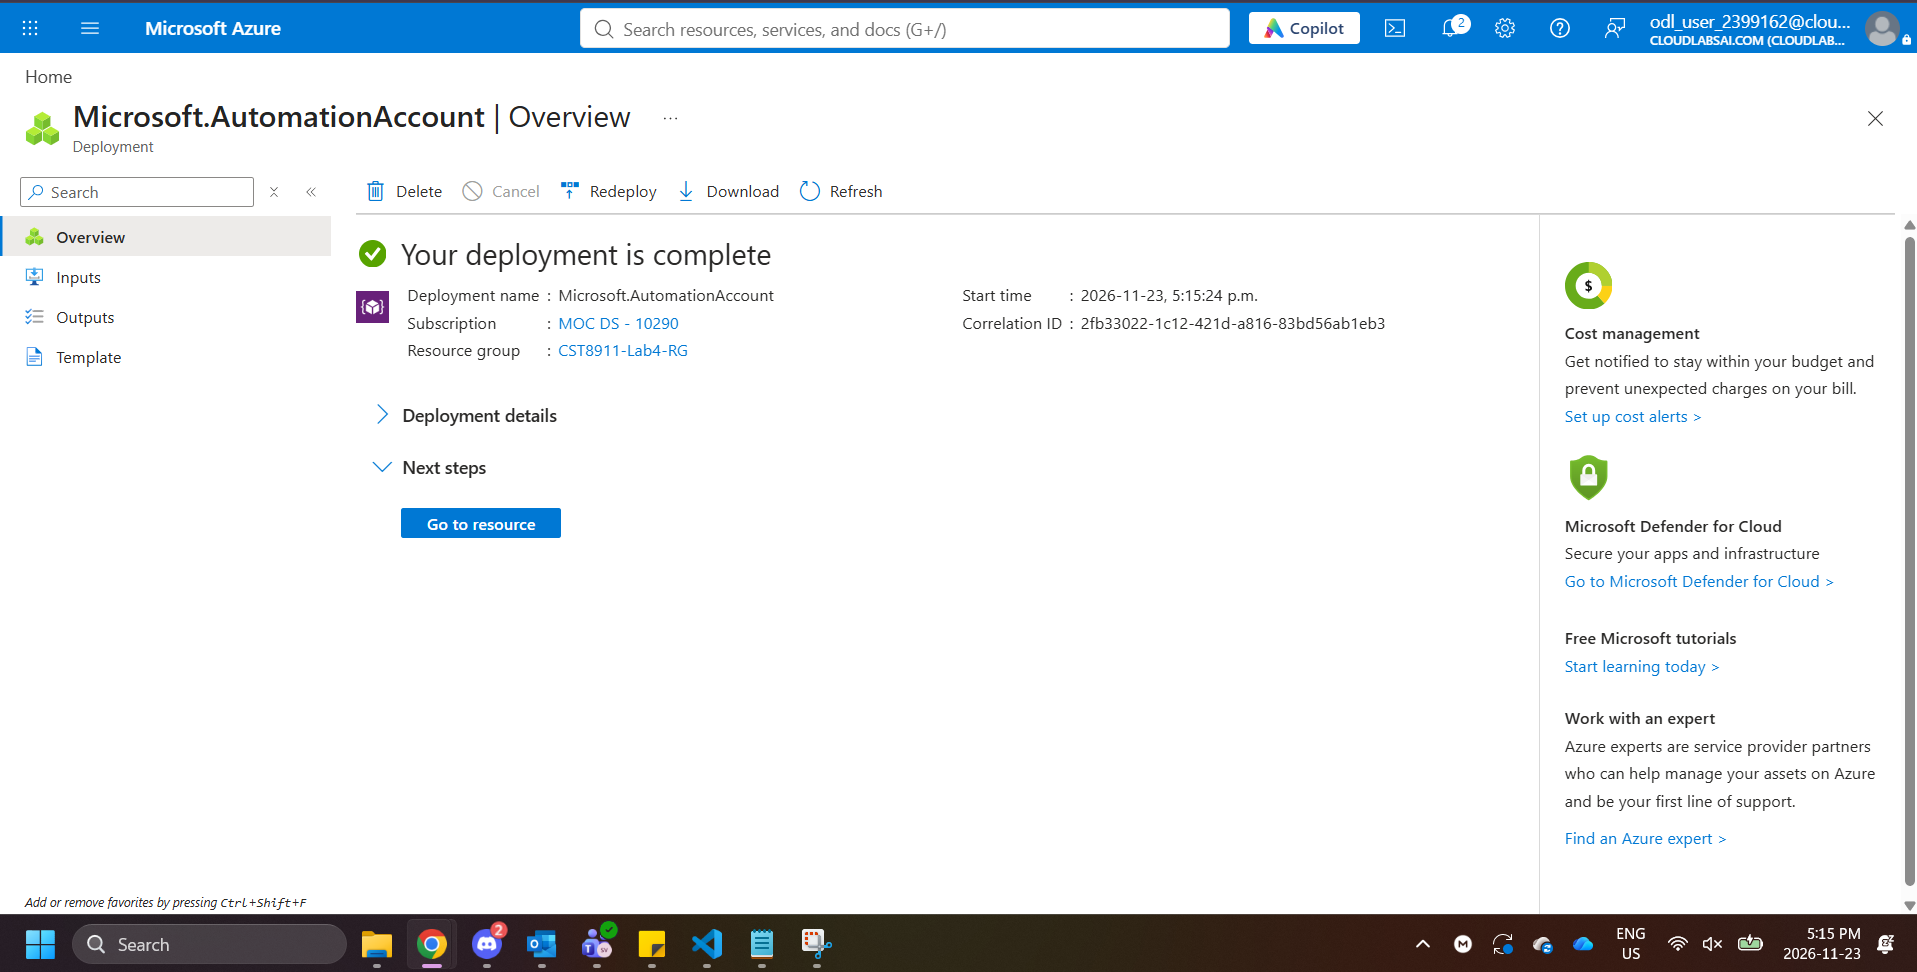 Microsoft Azure
Search resources, services, and docs (G+/)
Copilot
2
odl_user_2399162@clou...
CLOUDLABSAI.COM (CLOUDLAB...
Home
Microsoft.AutomationAccount | Overview ...
Deployment
Search
Delete
Cancel
Redeploy
Download
Refresh
Overview
Inputs
Outputs
Template
Your deployment is complete
Deployment name : Microsoft.AutomationAccount
Subscription : MOC DS - 10290
Resource group : CST8911-Lab4-RG
Start time : 2026-11-23, 5:15:24 p.m.
Correlation ID : 2fb33022-1c12-421d-a816-83bd56ab1eb3
Deployment details
Next steps
Go to resource
$
Cost management
Get notified to stay within your budget and
prevent unexpected charges on your bill.
Set up cost alerts >
Microsoft Defender for Cloud
Secure your apps and infrastructure
Go to Microsoft Defender for Cloud >
Free Microsoft tutorials
Start learning today >
Work with an expert
Azure experts are service provider partners
who can help manage your assets on Azure
and be your first line of support.
Find an Azure expert >
Add or remove favorites by pressing Ctrl+Shift+F
Search
2
ENG
US
5:15 PM
2026-11-23